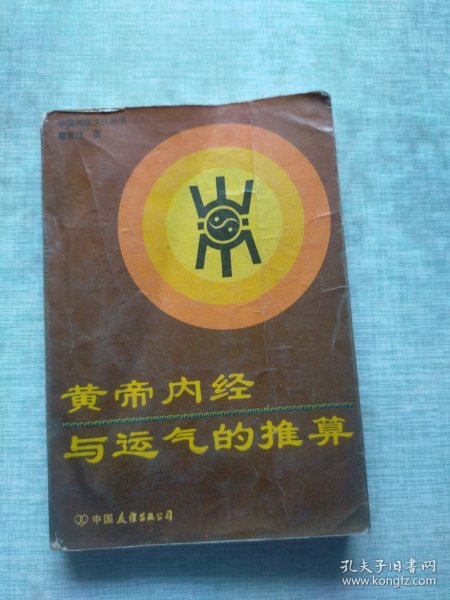 中国传统文化丛书
著
黄帝内经
与运气的推算
中国友谊出版公司
孔夫子旧书网
www.kongfz.com